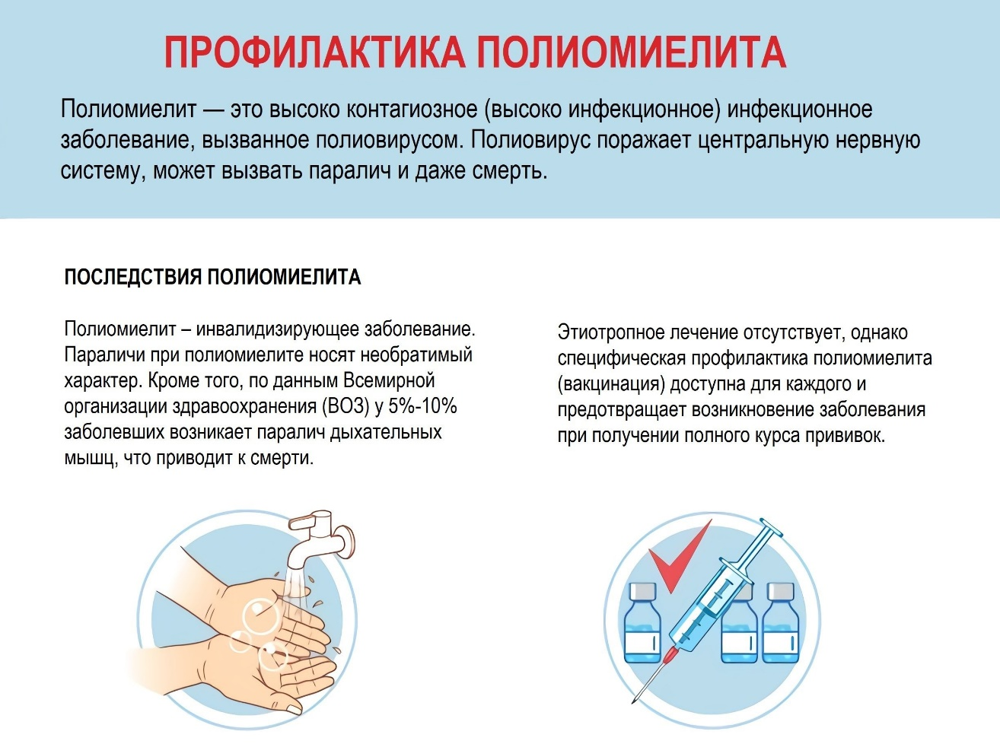 ПРОФИЛАКТИКА ПОЛИОМИЕЛИТА
Полиомиелит — это высоко контагиозное (высоко инфекционное) инфекционное
заболевание, вызванное полиовирусом. Полиовирус поражает центральную нервную
систему, может вызвать паралич и даже смерть.
ПОСЛЕДСТВИЯ ПОЛИОМИЕЛИТА
Полиомиелит – инвалидизирующее заболевание.
Параличи при полиомиелите носят необратимый
характер. Кроме того, по данным Всемирной
организации здравоохранения (ВОЗ) у 5%-10%
заболевших возникает паралич дыхательных
мышц, что приводит к смерти.
Этиотропное лечение отсутствует, однако
специфическая профилактика полиомиелита
(вакцинация) доступна для каждого и
предотвращает возникновение заболевания
при получении полного курса прививок.